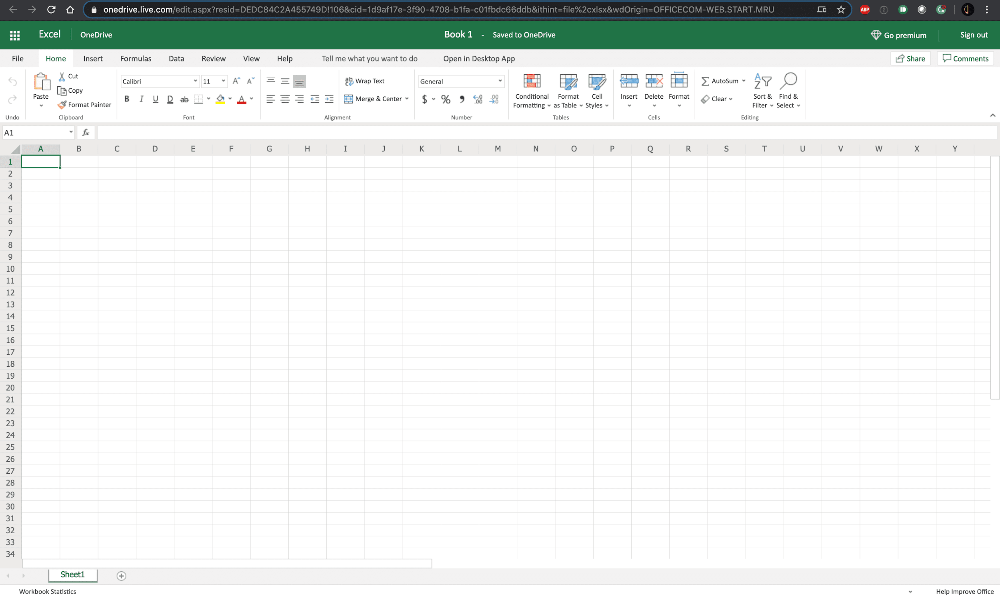 onedrive.live.com/edit.aspx?resid=DEDC84C2A455749D!106&cid=1d9af17e-3f90-4708-b1fa-c01fbdc66ddb&ithint=file%2cxlsx&wdOrigin=OFFICECOM-WEB.START.MRU ABP
Excel OneDrive Book 1 - Saved to OneDrive Go premium Sign out
File Home Insert Formulas Data Review View Help Tell me what you want to do Open in Desktop App Share Comments
Cut Calibri 11 A A ab c Wrap Text General AutoSum A Z
Paste Copy Conditional Format Cell Insert Delete Format Sort & Find &
B I U D ab A Merge & Center $ % , .00 .0 Clear
Format Painter Formatting as Table Styles Filter Select
Undo Clipboard Font Alignment Number Tables Cells Editing
A1 fx
A B C D E F G H I J K L M N O P Q R S T U V W X Y
1
2
3
4
5
6
7
8
9
10
11
12
13
14
15
16
17
18
19
20
21
22
23
24
25
26
27
28
29
30
31
32
33
34
Sheet1
Workbook Statistics Help Improve Office